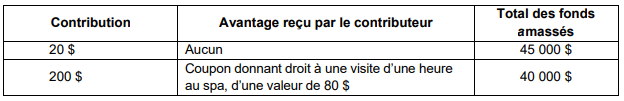 Contribution Avantage reçu par le contributeur Total des fonds
amassés
20 $ Aucun 45 000 $
200 $ Coupon donnant droit à une visite d'une heure 40 000 $
au spa, d'une valeur de 80 $